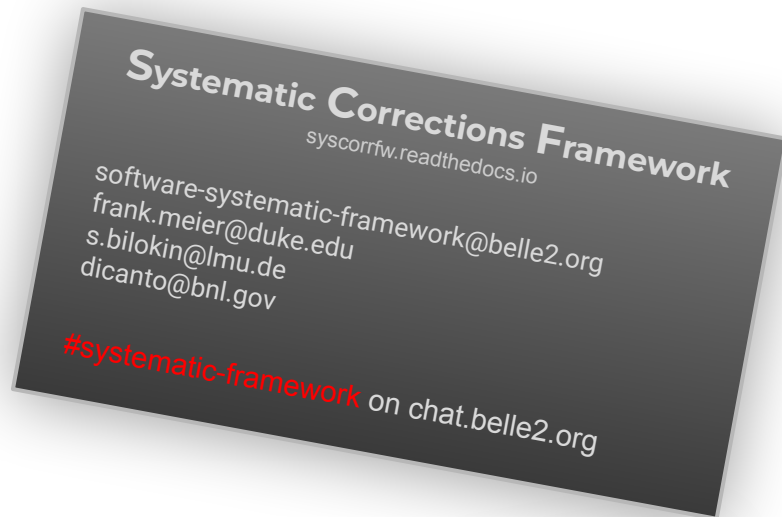 Systematic Corrections Framework
syscorrfw.readthedocs.io
software-systematic-framework@belle2.org
frank.meier@duke.edu
s.bilokin@lmu.de
dicanto@bnl.gov
#systematic-framework on chat.belle2.org